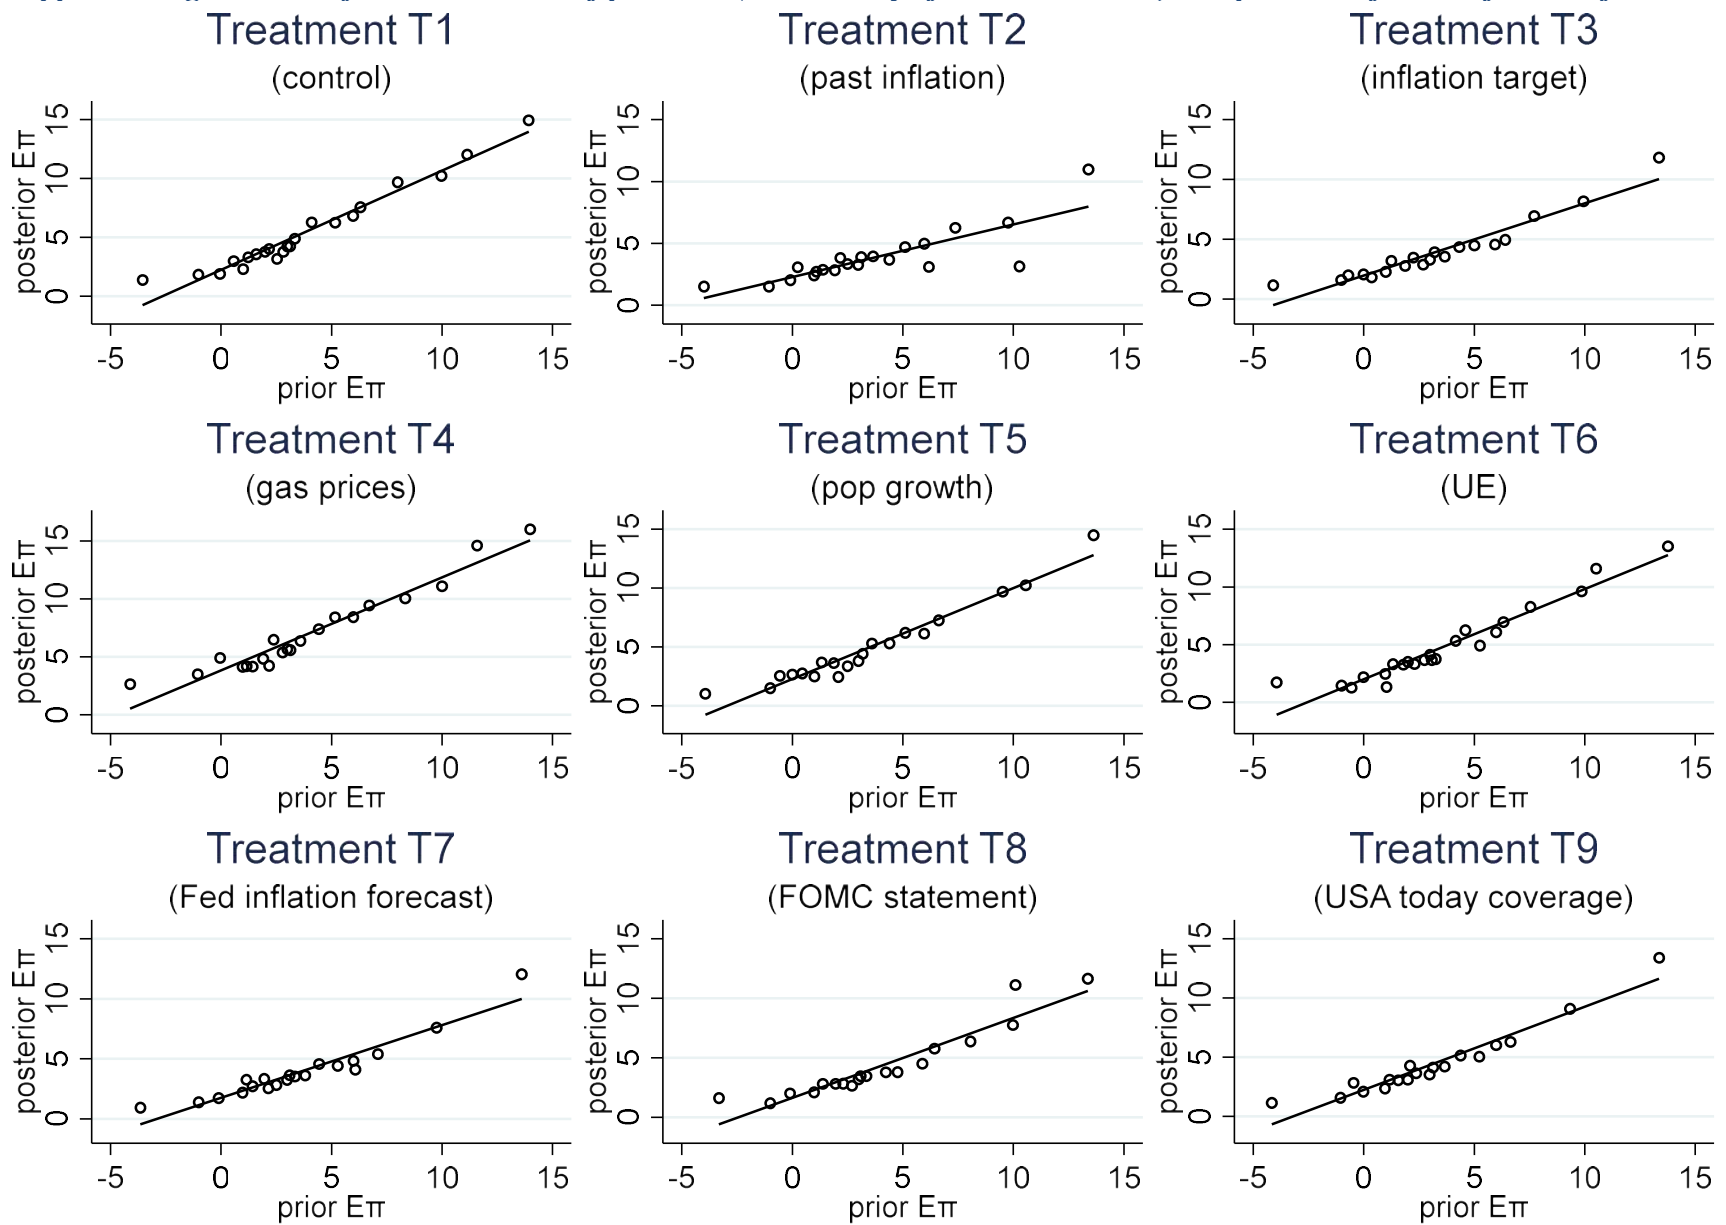 Treatment T1 Treatment T2 Treatment T3
(control) (past inflation) (inflation target)
posterior Eπ 0 5 10 15 posterior Eπ 0 5 10 15 posterior Eπ 0 5 10 15
-5 0 5 10 15 -5 0 5 10 15 -5 0 5 10 15
prior Eπ prior Eπ prior Eπ
Treatment T4 Treatment T5 Treatment T6
(gas prices) (pop growth) (UE)
posterior Eπ 0 5 10 15 posterior Eπ 0 5 10 15 posterior Eπ 0 5 10 15
-5 0 5 10 15 -5 0 5 10 15 -5 0 5 10 15
prior Eπ prior Eπ prior Eπ
Treatment T7 Treatment T8 Treatment T9
(Fed inflation forecast) (FOMC statement) (USA today coverage)
posterior Eπ 0 5 10 15 posterior Eπ 0 5 10 15 posterior Eπ 0 5 10 15
-5 0 5 10 15 -5 0 5 10 15 -5 0 5 10 15
prior Eπ prior Eπ prior Eπ